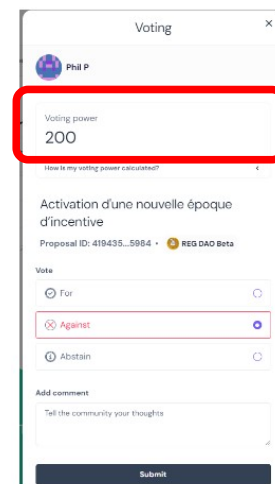 Voting
Phil P
Voting power
200
How is my voting power calculated?
Activation d'une nouvelle époque
d'incentive
Proposal ID: 419435...5984 • REG DAO Beta
Vote
For
Against
Abstain
Add comment
Tell the community your thoughts
Submit